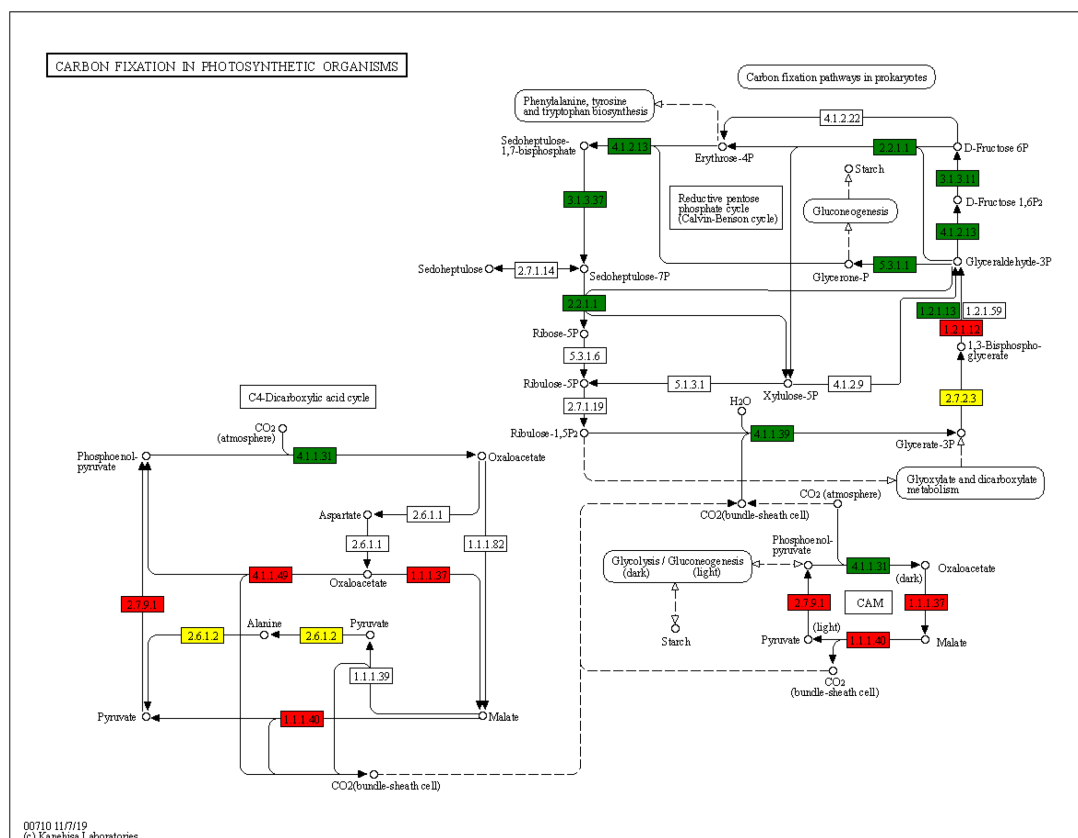 CARBON FIXATION IN PHOTOSYNTHETIC ORGANISMS
Carbon fixation pathways in prokaryotes
Phenylalanine, tyrosine
and tryptophan biosynthesis
4.1.2.22
Sedoheptulose-
1,7-bisphosphate
4.1.2.13
Erythrose-4P
2.2.1.1
D-Fructose 6P
Starch
3.1.3.11
3.1.3.37
Reductive pentose
phosphate cycle
(Calvin-Benson cycle)
Gluconeogenesis
D-Fructose 1,6P2
4.1.2.13
Sedoheptulose
2.7.1.14
Sedoheptulose-7P
Glycerone-P
5.3.1.1
Glyceraldehyde-3P
2.2.1.1
1.2.1.13
1.2.1.59
1.2.1.12
Ribose-5P
1,3-Bisphospho-
glycerate
5.3.1.6
Ribulose-5P
5.1.3.1
Xylulose-5P
4.1.2.9
2.7.2.3
C4-Dicarboxylic acid cycle
2.7.1.19
H2O
CO2
(atmosphere)
Ribulose-1,5P2
4.1.1.39
Glycerate-3P
Phosphoenol-
pyruvate
4.1.1.31
Oxaloacetate
Glyoxylate and dicarboxylate
metabolism
CO2 (atmosphere)
CO2(bundle-sheath cell)
Aspartate
2.6.1.1
2.6.1.1
1.1.1.82
Phosphoenol-
pyruvate
Glycolysis / Gluconeogenesis
(dark) (light)
4.1.1.31
(dark)
Oxaloacetate
4.1.1.49
Oxaloacetate
1.1.1.37
2.7.9.1
2.7.9.1
CAM
1.1.1.37
Alanine
Pyruvate
2.6.1.2
2.6.1.2
(light)
Starch
Pyruvate
1.1.1.40
Malate
1.1.1.39
CO2
(bundle-sheath cell)
Pyruvate
1.1.1.40
Malate
CO2(bundle-sheath cell)
00710 11/7/19
(c) Kanehisa Laboratories